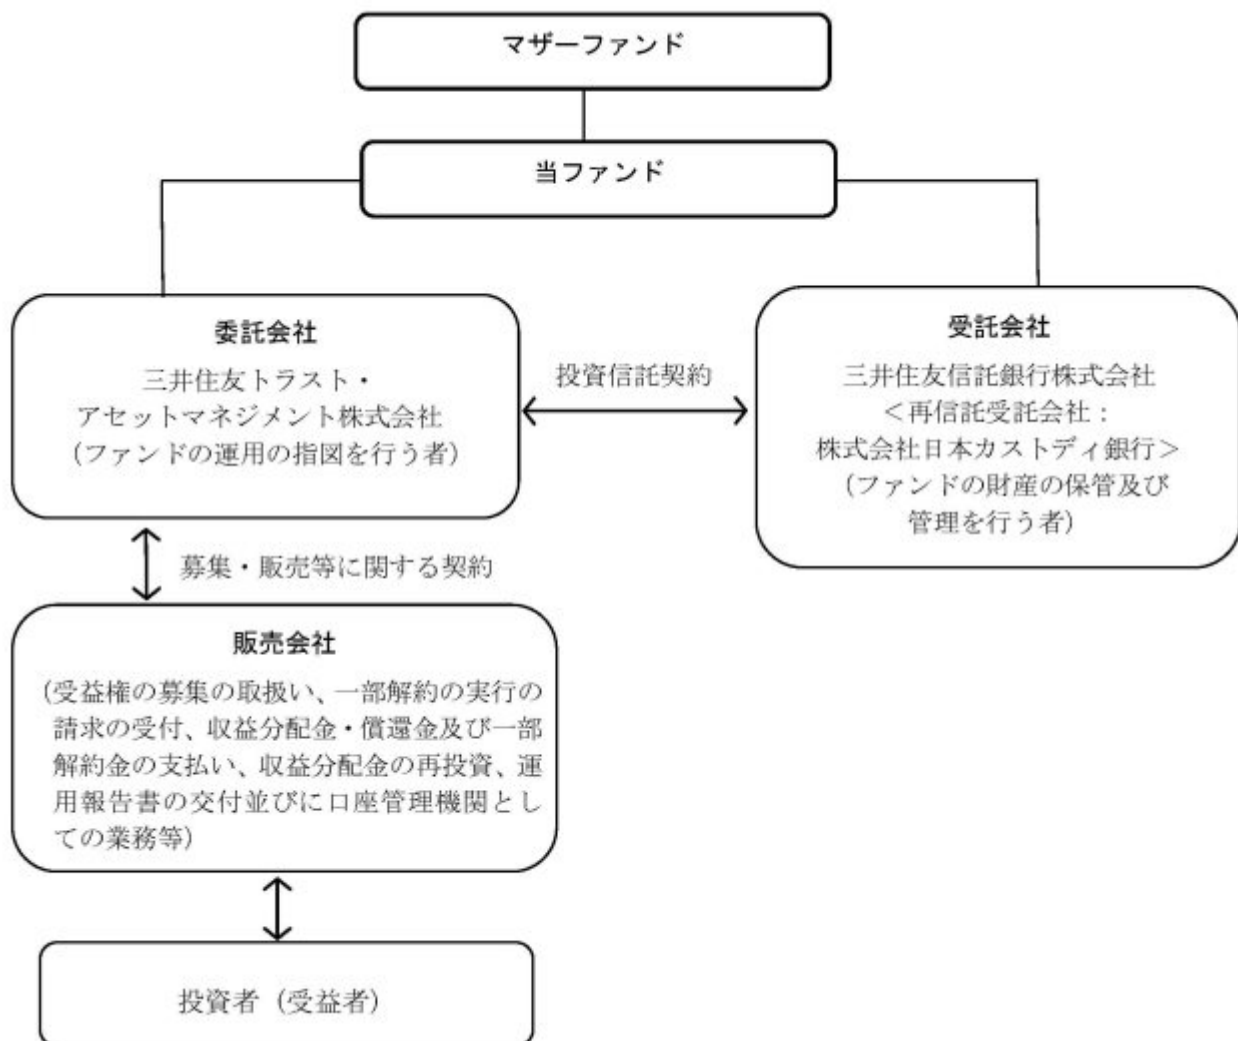 マザーファンド
当ファンド
委託会社
三井住友トラスト・
アセットマネジメント株式会社
（ファンドの運用の指図を行う者）
投資信託契約
受託会社
三井住友信託銀行株式会社
＜再信託受託会社：
株式会社日本カストディ銀行＞
（ファンドの財産の保管及び
管理を行う者）
募集・販売等に関する契約
販売会社
（受益権の募集の取扱い、一部解約の実行の
請求の受付、収益分配金・償還金及び一部
解約金の支払い、収益分配金の再投資、運
用報告書の交付並びに口座管理機関とし
ての業務等）
投資者（受益者）